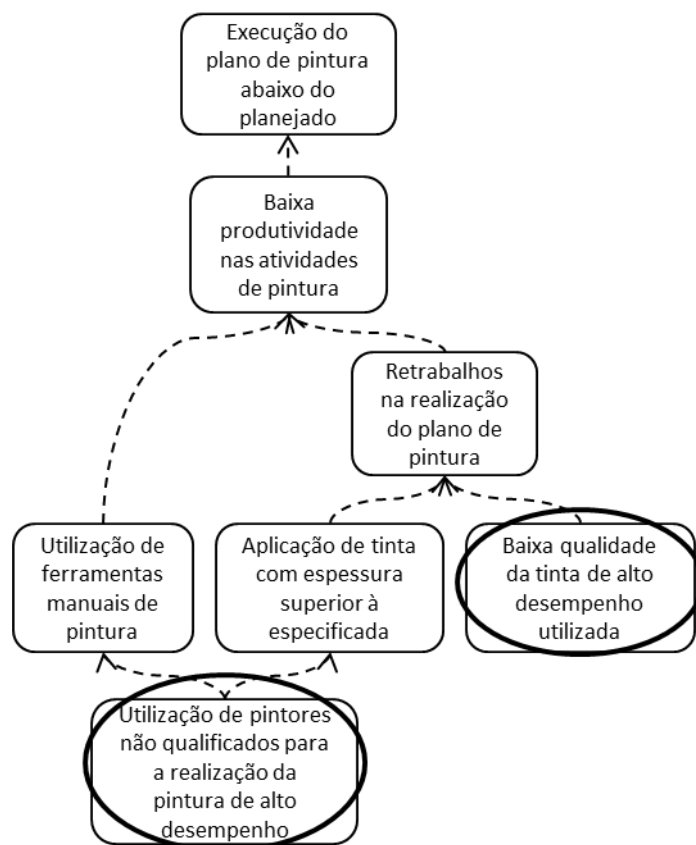 Execução do
plano de pintura
abaixo do
planejado
Baixa
produtividade
nas atividades
de pintura
Retrabalhos
na realização
do plano de
pintura
Utilização de
ferramentas
manuais de
pintura
Aplicação de tinta
com espessura
superior à
especificada
Baixa qualidade
da tinta de alto
desempenho
utilizada
Utilização de pintores
não qualificados para
a realização da
pintura de alto
desempenho